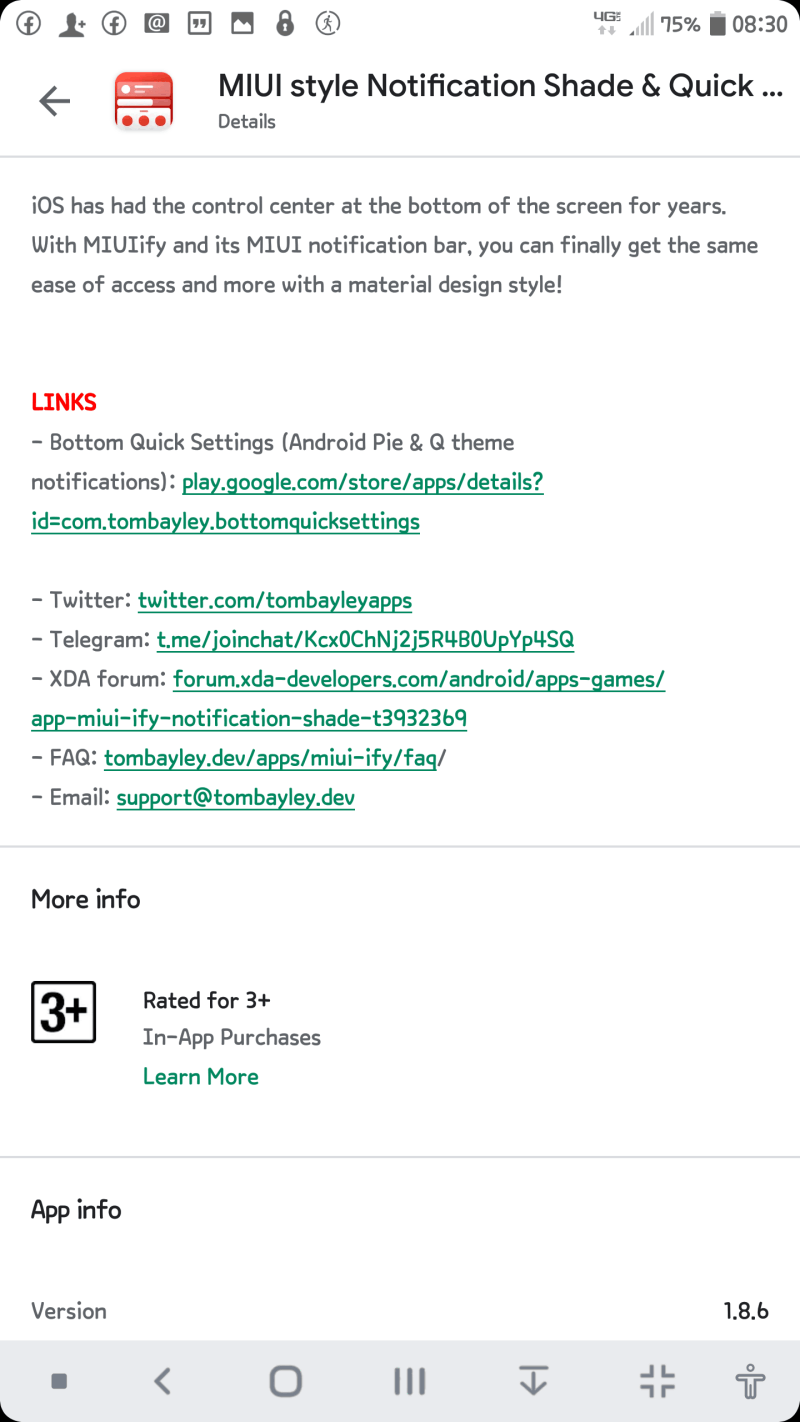 4GE 75% 08:30
MIUI style Notification Shade & Quick ...
Details
iOS has had the control center at the bottom of the screen for years.
With MIUIify and its MIUI notification bar, you can finally get the same
ease of access and more with a material design style!
LINKS
- Bottom Quick Settings (Android Pie & Q theme
notifications): play.google.com/store/apps/details?
id=com.tombayley.bottomquicksettings
- Twitter: twitter.com/tombayleyapps
- Telegram: t.me/joinchat/Kcx0ChNj2j5R4B0UpYp4SQ
- XDA forum: forum.xda-developers.com/android/apps-games/
app-miui-ify-notification-shade-t3932369
- FAQ: tombayley.dev/apps/miui-ify/faq/
- Email: support@tombayley.dev
More info
3+
Rated for 3+
In-App Purchases
Learn More
App info
Version 1.8.6